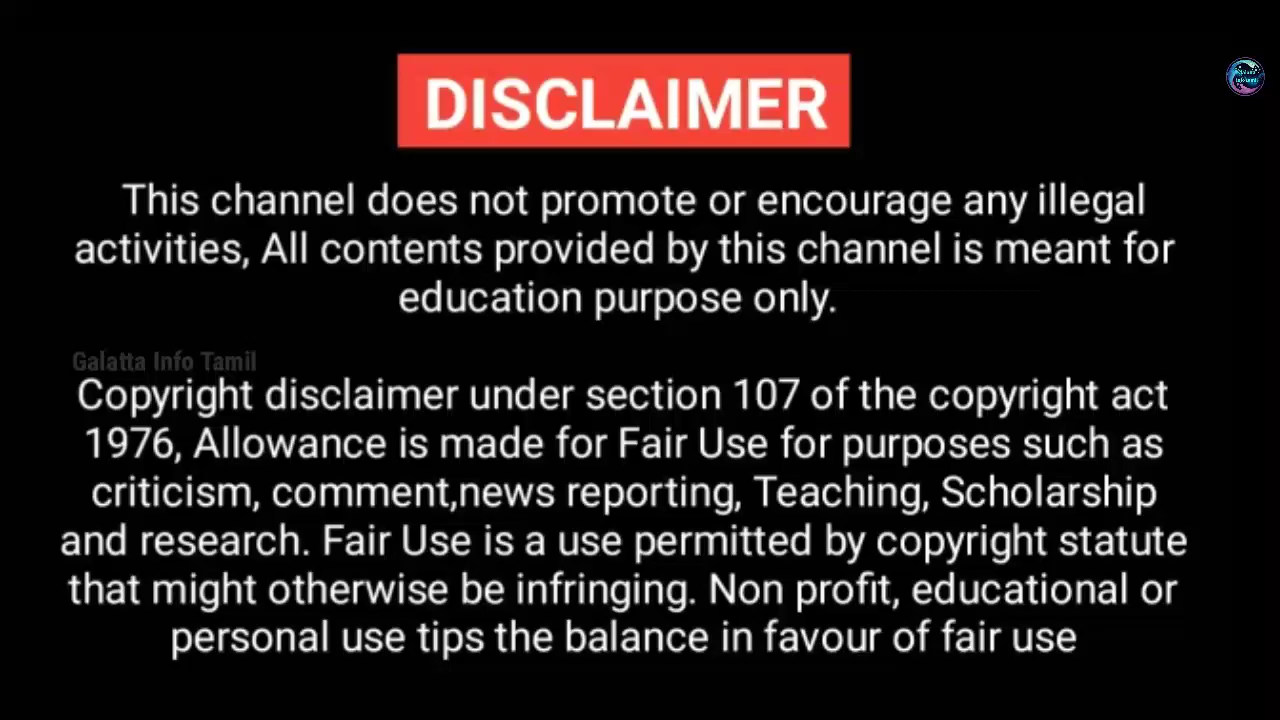 DISCLAIMER
This channel does not promote or encourage any illegal
activities, All contents provided by this channel is meant for
education purpose only.
Galatta Info Tamil
Copyright disclaimer under section 107 of the copyright act
1976, Allowance is made for Fair Use for purposes such as
criticism, comment,news reporting, Teaching, Scholarship
and research. Fair Use is a use permitted by copyright statute
that might otherwise be infringing. Non profit, educational or
personal use tips the balance in favour of fair use